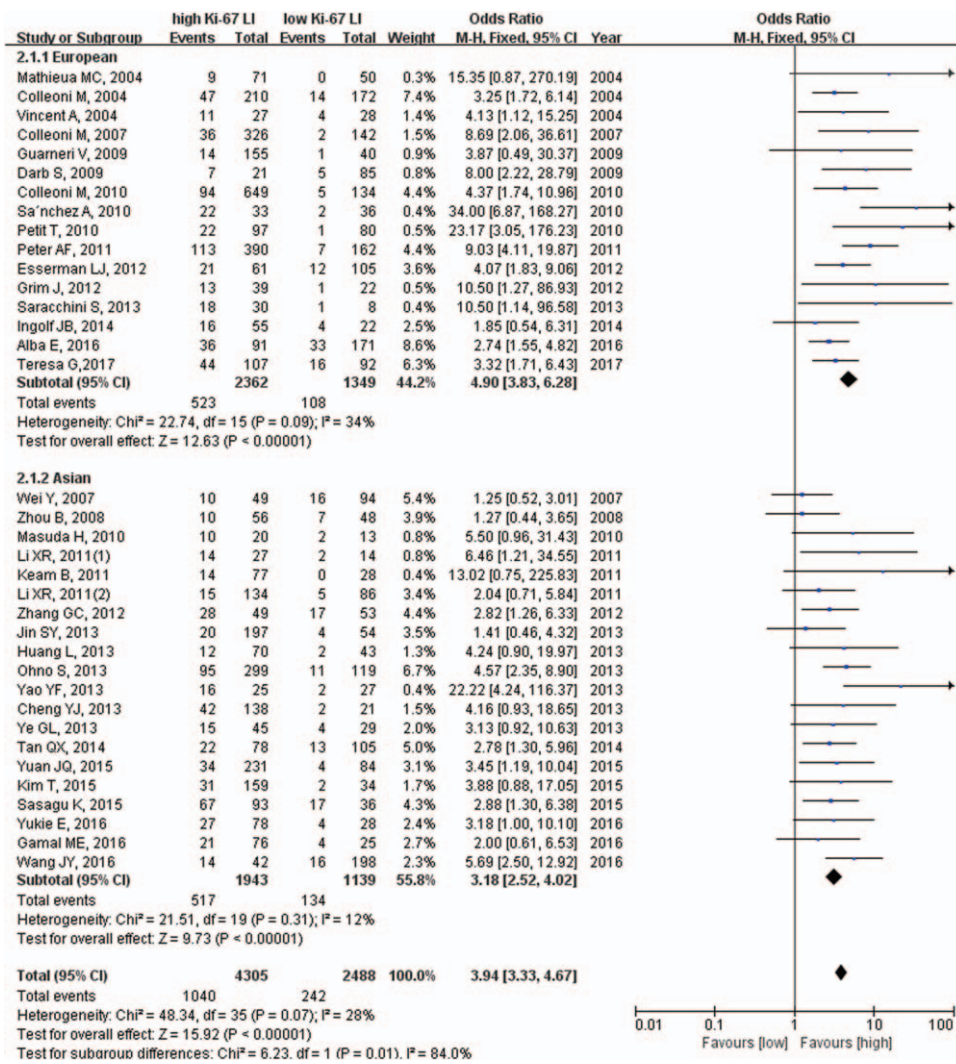 high Ki-67 LI low Ki-67 LI Odds Ratio Odds Ratio
Study or Subgroup Events Total Events Total Weight M-H, Fixed, 95% CI Year M-H, Fixed, 95% CI
2.1.1 European
Mathieua MC, 2004 9 71 0 50 0.3% 15.35 [0.87, 270.19] 2004
Colleoni M, 2004 47 210 14 172 7.4% 3.25 [1.72, 6.14] 2004
Vincent A, 2004 11 27 4 28 1.4% 4.13 [1.12, 15.25] 2004
Colleoni M, 2007 36 326 2 142 1.6% 8.69 [2.06, 36.61] 2007
Guarneri V, 2009 14 155 1 40 0.9% 3.87 [0.49, 30.37] 2009
Darb S, 2009 7 21 5 85 0.8% 8.00 [2.22, 28.79] 2009
Colleoni M, 2010 94 649 5 134 4.4% 4.37 [1.74, 10.96] 2010
Sa´nchez A, 2010 22 33 2 36 0.4% 34.00 [6.87, 168.27] 2010
Petit T, 2010 22 97 1 80 0.5% 23.17 [3.05, 176.23] 2010
Peter AF, 2011 113 390 7 162 4.1% 9.03 [4.11, 19.87] 2011
Esserman LJ, 2012 21 61 12 105 3.3% 4.07 [1.83, 9.06] 2012
Grim J, 2012 13 39 1 22 0.5% 10.50 [1.27, 86.93] 2012
Saracchini S, 2013 18 30 1 8 0.4% 10.50 [1.14, 96.58] 2013
Ingolf JB, 2014 16 55 4 22 2.5% 1.85 [0.54, 6.31] 2014
Alba E, 2016 36 91 33 171 8.6% 2.74 [1.55, 4.82] 2016
Teresa G,2017 44 107 16 92 6.3% 3.32 [1.71, 6.43] 2017
Subtotal (95% CI) 2362 1349 44.2% 4.90 [3.83, 6.28]
Total events 523 108
Heterogeneity: Chi² = 22.74, df = 15 (P = 0.09); I² = 34%
Test for overall effect: Z = 12.63 (P < 0.00001)
2.1.2 Asian
Wei Y, 2007 10 49 16 94 5.4% 1.25 [0.52, 3.01] 2007
Zhou B, 2008 10 56 7 48 3.9% 1.27 [0.44, 3.65] 2008
Masuda H, 2010 10 20 2 13 0.8% 5.50 [0.96, 31.43] 2010
Li XR, 2011(1) 14 27 2 14 0.8% 6.46 [1.21, 34.55] 2011
Keam B, 2011 14 77 0 28 0.4% 13.02 [0.75, 225.83] 2011
Li XR, 2011(2) 15 134 5 86 3.4% 2.04 [0.71, 5.84] 2011
Zhang GC, 2012 28 49 17 53 4.5% 2.82 [1.26, 6.33] 2012
Jin SY, 2013 20 197 4 54 3.5% 1.41 [0.46, 4.32] 2013
Huang L, 2013 12 70 2 43 1.3% 4.24 [0.90, 19.97] 2013
Ohno S, 2013 95 299 11 119 6.7% 4.57 [2.35, 8.90] 2013
Yao YF, 2013 16 25 2 27 0.4% 22.22 [4.24, 116.37] 2013
Cheng YJ, 2013 42 138 2 21 1.4% 4.16 [0.93, 18.65] 2013
Ye GL, 2013 15 45 4 29 2.0% 3.13 [0.92, 10.63] 2013
Tan QX, 2014 22 78 13 105 5.0% 2.78 [1.30, 5.96] 2014
Yuan JQ, 2015 34 231 4 84 3.1% 3.45 [1.19, 10.04] 2015
Kim T, 2015 31 159 2 34 1.6% 3.88 [0.88, 17.05] 2015
Sasagu K, 2015 67 93 17 36 4.3% 2.88 [1.30, 6.38] 2015
Yukie E, 2016 27 78 4 28 2.3% 3.18 [1.00, 10.10] 2016
Gamal ME, 2016 21 76 4 25 2.6% 2.00 [0.61, 6.53] 2016
Wang JY, 2016 14 42 16 198 2.3% 5.69 [2.50, 12.92] 2016
Subtotal (95% CI) 1943 1139 55.8% 3.18 [2.52, 4.02]
Total events 517 134
Heterogeneity: Chi² = 21.51, df = 19 (P = 0.31); I² = 12%
Test for overall effect: Z = 9.73 (P < 0.00001)
Total (95% CI) 4305 2488 100.0% 3.94 [3.33, 4.67]
Total events 1040 242
Heterogeneity: Chi² = 48.34, df = 35 (P = 0.07); I² = 28%
Test for overall effect: Z = 15.92 (P < 0.00001)
Test for subgroup differences: Chi² = 6.23, df = 1 (P = 0.01), I² = 84.0%
0.01 0.1 1 10 100
Favours [low] Favours [high]